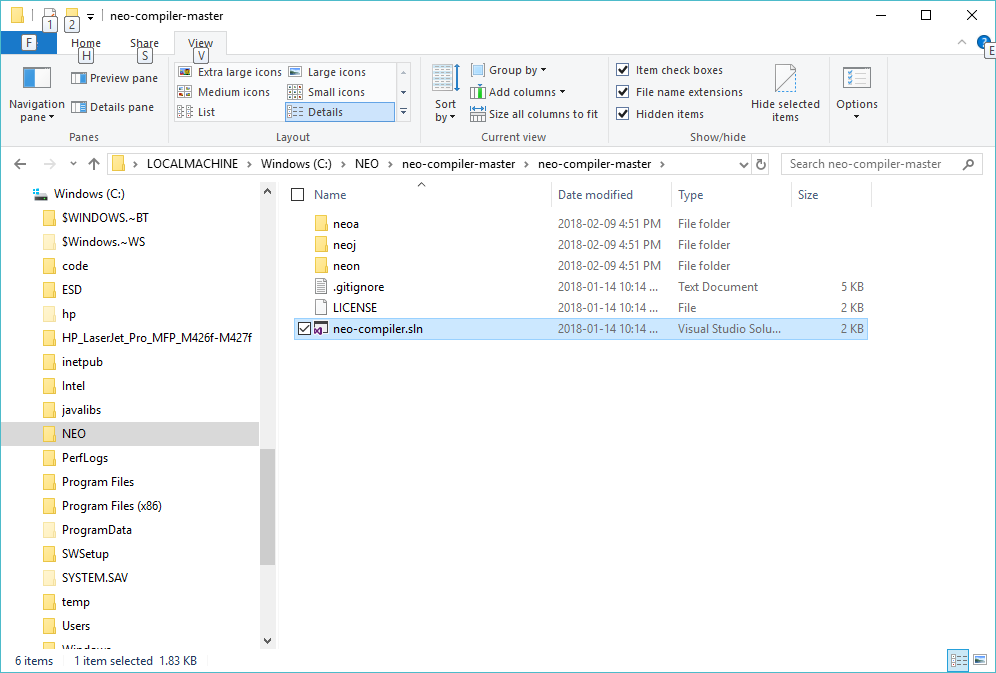 1 2 neo-compiler-master
F Home Share View
H S V E
Navigation pane
Preview pane
Details pane
Panes
Extra large icons Large icons
Medium icons Small icons
List Details
Layout
Sort by
Group by
Add columns
Size all columns to fit
Current view
Item check boxes
File name extensions
Hidden items
Hide selected items
Show/hide
Options
LOCALMACHINE > Windows (C:) > NEO > neo-compiler-master > neo-compiler-master >
Search neo-compiler-master
Windows (C:)
$WINDOWS.~BT
$Windows.~WS
code
ESD
hp
HP_LaserJet_Pro_MFP_M426f-M427f
inetpub
Intel
javalibs
NEO
PerfLogs
Program Files
Program Files (x86)
ProgramData
SWSetup
SYSTEM.SAV
temp
Users
Windows
Name Date modified Type Size
neoa 2018-02-09 4:51 PM File folder
neoj 2018-02-09 4:51 PM File folder
neon 2018-02-09 4:51 PM File folder
.gitignore 2018-01-14 10:14 ... Text Document 5 KB
LICENSE 2018-01-14 10:14 ... File 2 KB
neo-compiler.sln 2018-01-14 10:14 ... Visual Studio Solu... 2 KB
6 items 1 item selected 1.83 KB